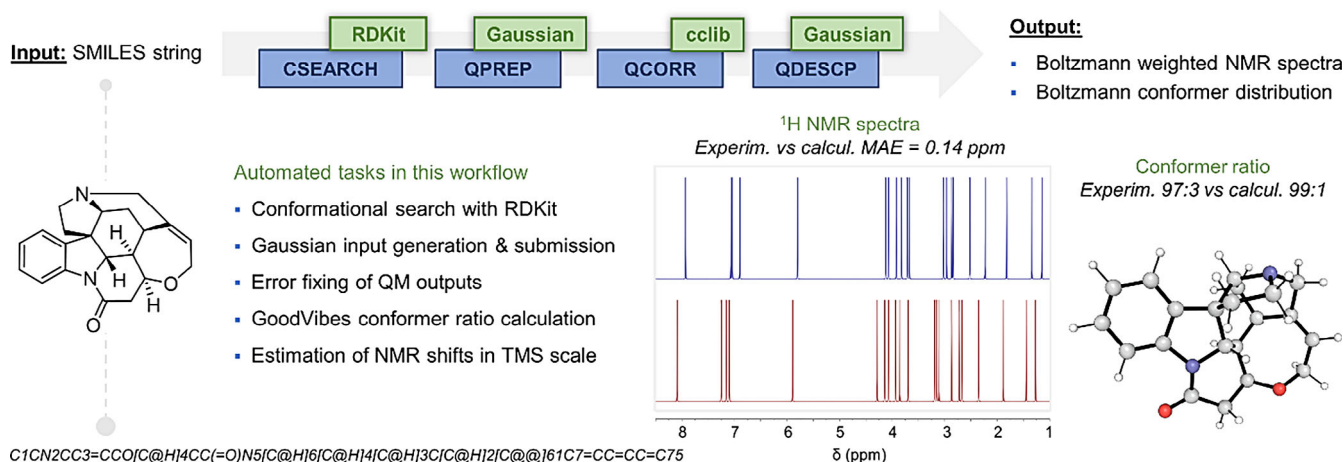 RDKit Gaussian cclib Gaussian
Input: SMILES string
CSEARCH QPREP QCORR QDESCP
Output:
▪ Boltzmann weighted NMR spectra
▪ Boltzmann conformer distribution
Automated tasks in this workflow
▪ Conformational search with RDKit
▪ Gaussian input generation & submission
▪ Error fixing of QM outputs
▪ GoodVibes conformer ratio calculation
▪ Estimation of NMR shifts in TMS scale
¹H NMR spectra
Experim. vs calcul. MAE = 0.14 ppm
8 7 6 5 4 3 2 1
δ (ppm)
Conformer ratio
Experim. 97:3 vs calcul. 99:1
N
H
H
N
H
O
O
C1CN2CC3=CCO[C@H]4CC(=O)N5[C@H]6[C@H]4[C@H]3C[C@H]2[C@@]61C7=CC=CC=C75